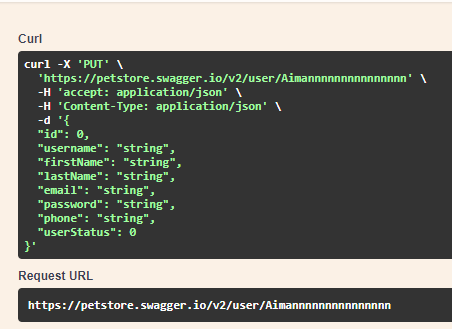 Curl
curl -X 'PUT' \
'https://petstore.swagger.io/v2/user/Aimannnnnnnnnnnnnnn' \
-H 'accept: application/json' \
-H 'Content-Type: application/json' \
-d '{
"id": 0,
"username": "string",
"firstName": "string",
"lastName": "string",
"email": "string",
"password": "string",
"phone": "string",
"userStatus": 0
}'
Request URL
https://petstore.swagger.io/v2/user/Aimannnnnnnnnnnnnnn